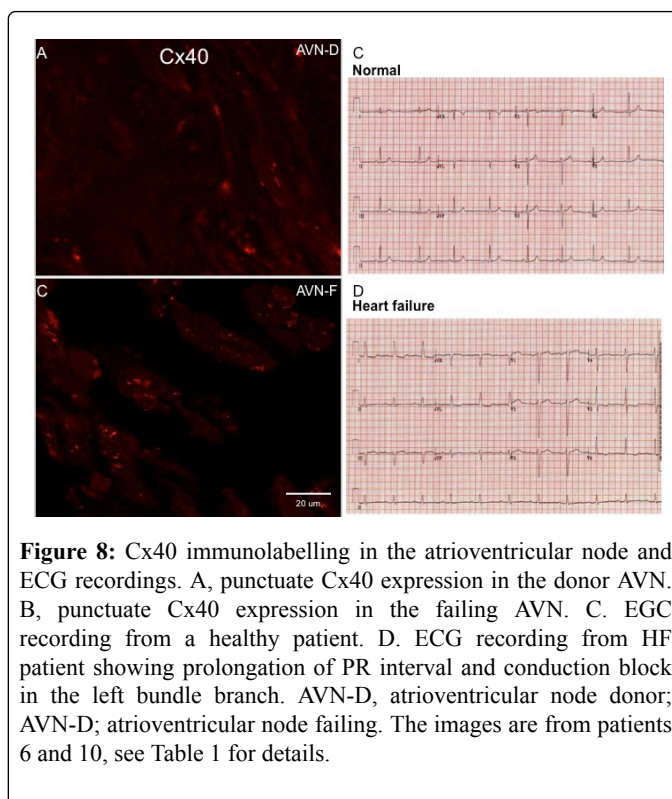 A
Cx40
AVN-D
C
Normal
C
AVN-F
20 um
D
Heart failure
Figure 8: Cx40 immunolabelling in the atrioventricular node and
ECG recordings. A, punctuate Cx40 expression in the donor AVN.
B, punctuate Cx40 expression in the failing AVN. C. EGC
recording from a healthy patient. D. ECG recording from HF
patient showing prolongation of PR interval and conduction block
in the left bundle branch. AVN-D, atrioventricular node donor;
AVN-D; atrioventricular node failing. The images are from patients
6 and 10, see Table 1 for details.